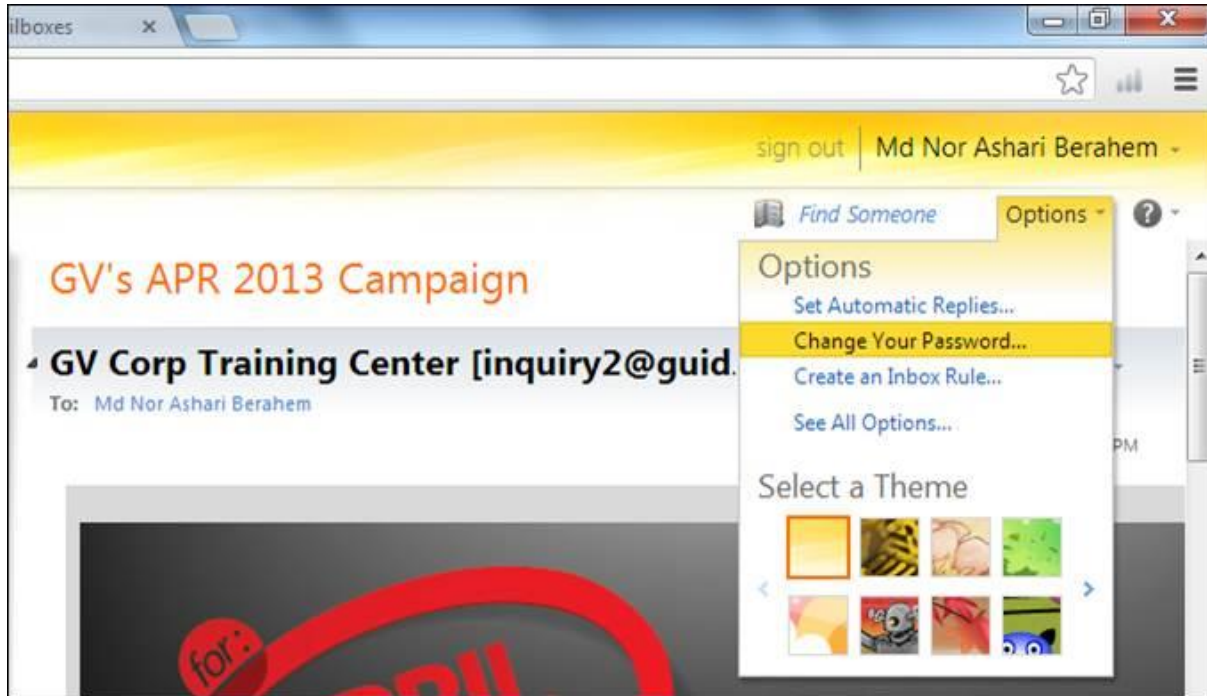 ilboxes
sign out Md Nor Ashari Berahem
Find Someone Options
GV's APR 2013 Campaign
Options
Set Automatic Replies...
GV Corp Training Center [inquiry2@guid.
Change Your Password...
To: Md Nor Ashari Berahem
Create an Inbox Rule...
See All Options...
PM
Select a Theme
for: